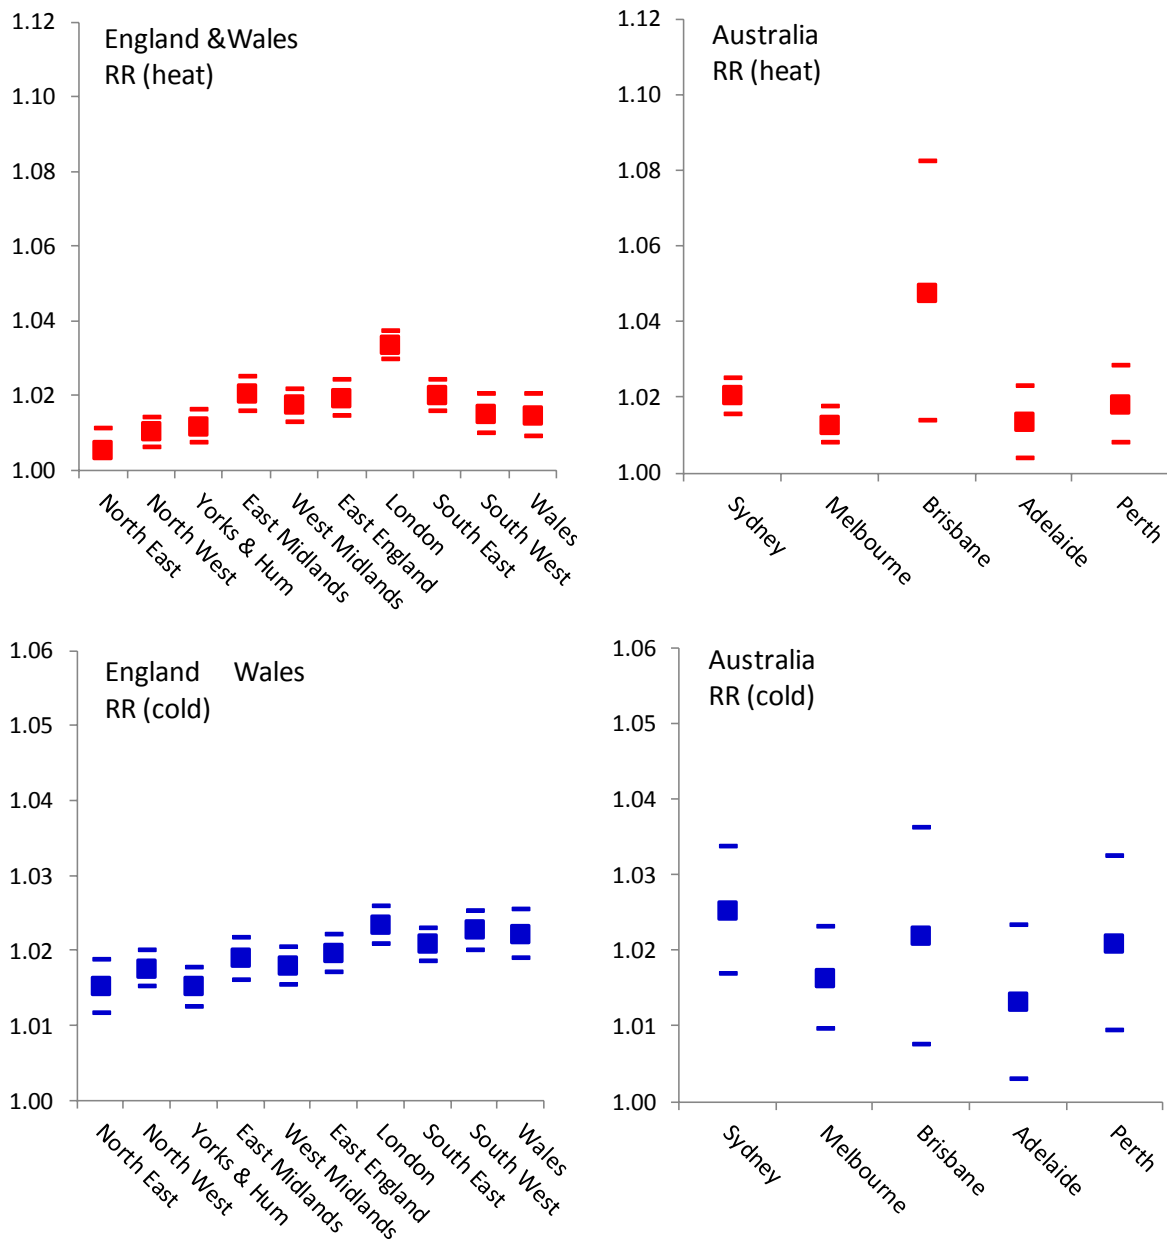 England &Wales
RR (heat)
1.12
1.10
1.08
1.06
1.04
1.02
1.00
North East
North West
Yorks & Hum
East Midlands
West Midlands
East England
London
South East
South West
Wales
Australia
RR (heat)
1.12
1.10
1.08
1.06
1.04
1.02
1.00
Sydney
Melbourne
Brisbane
Adelaide
Perth
England Wales
RR (cold)
1.06
1.05
1.04
1.03
1.02
1.01
1.00
North East
North West
Yorks & Hum
East Midlands
West Midlands
East England
London
South East
South West
Wales
Australia
RR (cold)
1.06
1.05
1.04
1.03
1.02
1.01
1.00
Sydney
Melbourne
Brisbane
Adelaide
Perth